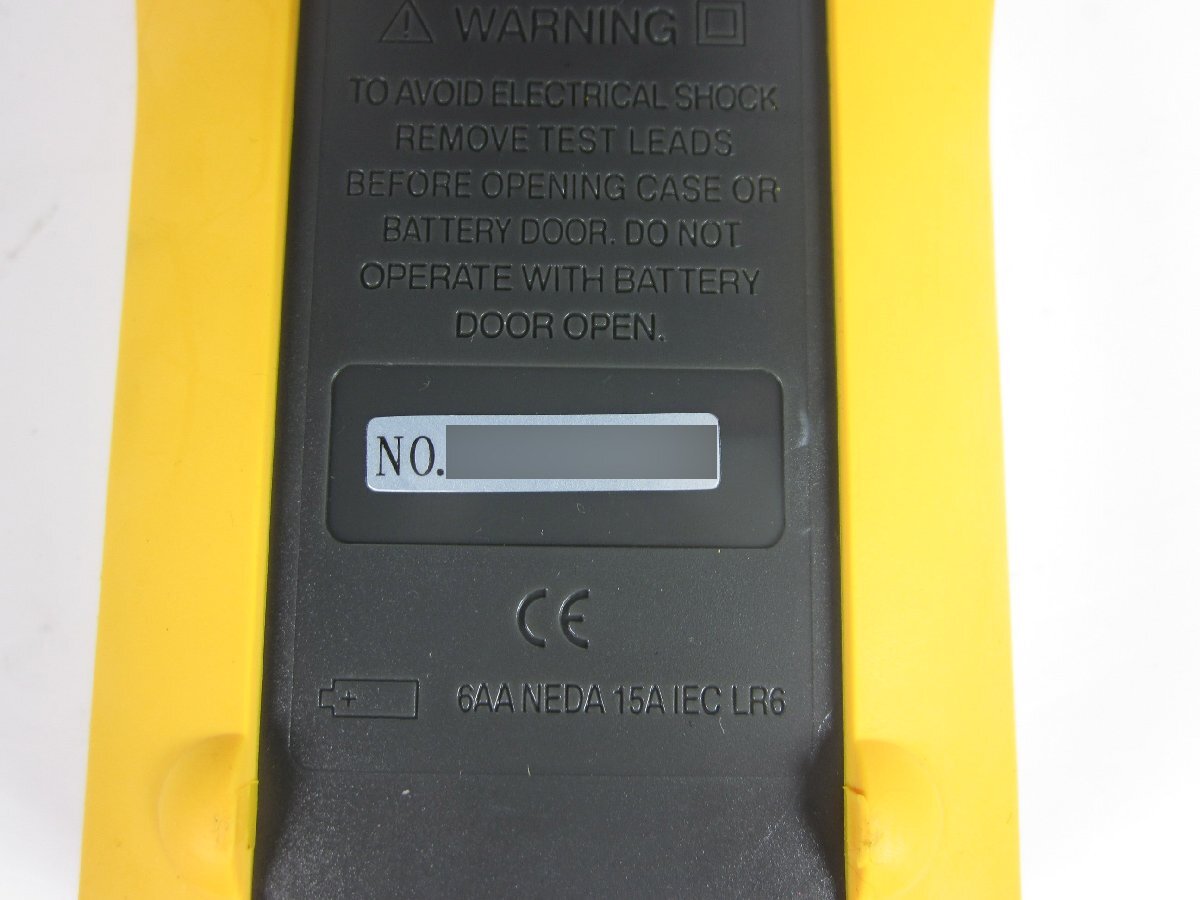 WARNING
TO AVOID ELECTRICAL SHOCK
REMOVE TEST LEADS
BEFORE OPENING CASE OR
BATTERY DOOR. DO NOT
OPERATE WITH BATTERY
DOOR OPEN.
NO.
CE
+ 6AA NEDA 15A IEC LR6